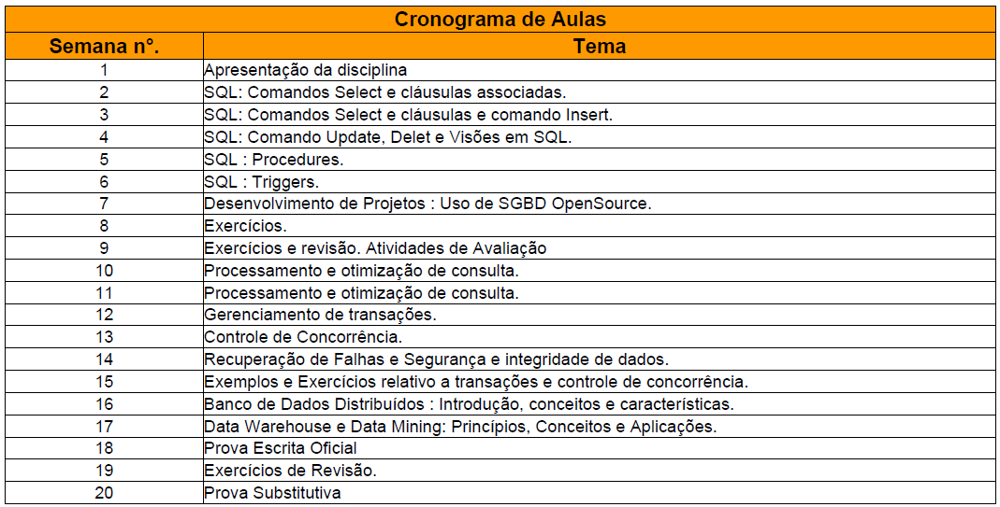 Cronograma de Aulas
Semana n°. Tema
1 Apresentação da disciplina
2 SQL: Comandos Select e cláusulas associadas.
3 SQL: Comandos Select e cláusulas e comando Insert.
4 SQL: Comando Update, Delet e Visões em SQL.
5 SQL : Procedures.
6 SQL : Triggers.
7 Desenvolvimento de Projetos : Uso de SGBD OpenSource.
8 Exercícios.
9 Exercícios e revisão. Atividades de Avaliação
10 Processamento e otimização de consulta.
11 Processamento e otimização de consulta.
12 Gerenciamento de transações.
13 Controle de Concorrência.
14 Recuperação de Falhas e Segurança e integridade de dados.
15 Exemplos e Exercícios relativo a transações e controle de concorrência.
16 Banco de Dados Distribuídos : Introdução, conceitos e características.
17 Data Warehouse e Data Mining: Princípios, Conceitos e Aplicações.
18 Prova Escrita Oficial
19 Exercícios de Revisão.
20 Prova Substitutiva